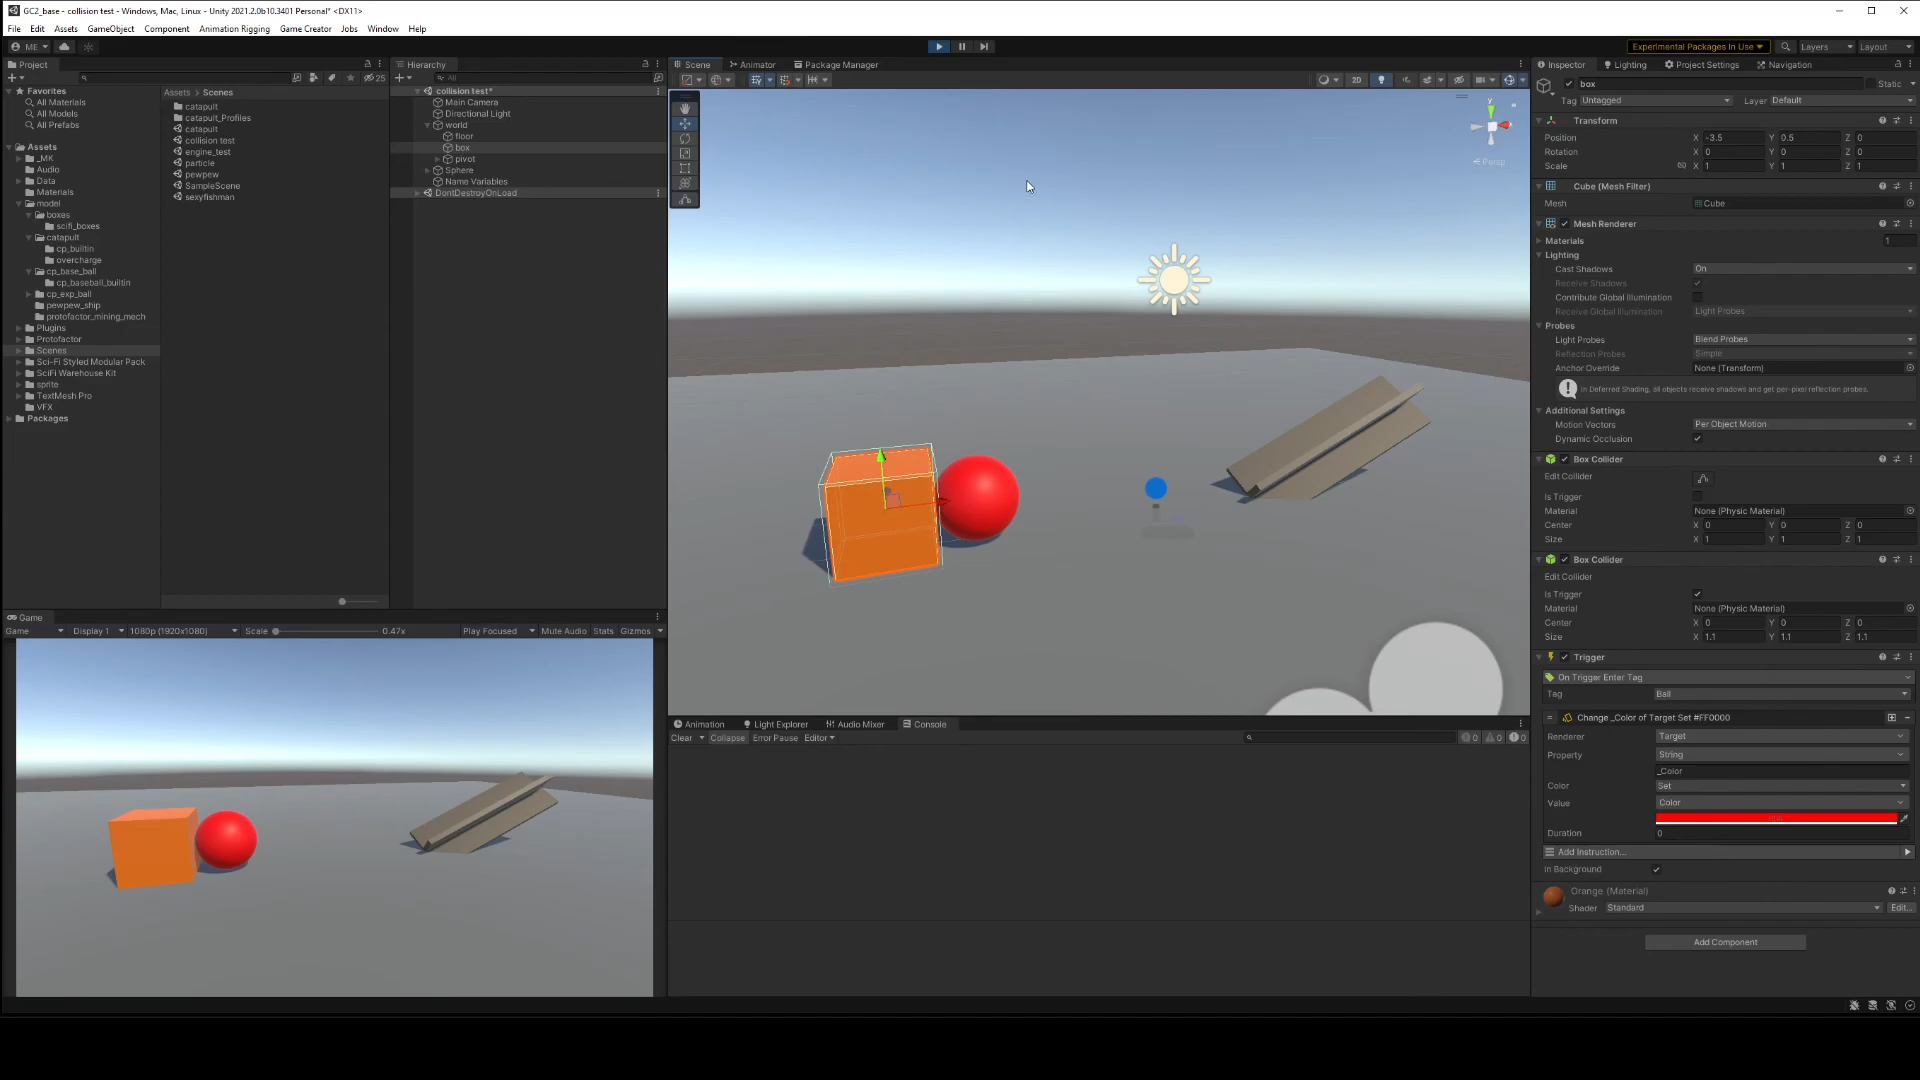 GC2_base - collision test - Windows, Mac, Linux - Unity 2021.2.0b10.3401 Personal* <DX11>
File Edit Assets GameObject Component Animation Rigging Game Creator Jobs Window Help
ME
Experimental Packages In Use
Layers
Layout
Project
25
Favorites
All Materials
All Models
All Prefabs
Assets
_MK
Audio
Data
Materials
model
boxes
scifi_boxes
catapult
cp_builtin
overcharge
cp_base_ball
cp_baseball_builtin
cp_exp_ball
pewpew_ship
protofactor_mining_mech
Plugins
Protofactor
Scenes
Sci-Fi Styled Modular Pack
SciFi Warehouse Kit
sprite
TextMesh Pro
VFX
Packages
Assets Scenes
catapult
catapult_Profiles
catapult
collision test
engine_test
particle
pewpew
SampleScene
sexyfishman
Hierarchy
All
collision test*
Main Camera
Directional Light
world
floor
box
pivot
Sphere
Name Variables
DontDestroyOnLoad
Scene Animator Package Manager
2D
y
Persp
Game
Game Display 1 1080p (1920x1080) Scale 0.47x Play Focused Mute Audio Stats Gizmos
Animation Light Explorer Audio Mixer Console
Clear Collapse Error Pause Editor
0 0 0
Inspector Lighting Project Settings Navigation
box Static
Tag Untagged Layer Default
Transform
Position X -3.5 Y 0.5 Z 0
Rotation X 0 Y 0 Z 0
Scale X 1 Y 1 Z 1
Cube (Mesh Filter)
Mesh Cube
Mesh Renderer
Materials 1
Lighting
Cast Shadows On
Receive Shadows
Contribute Global Illumination
Receive Global Illumination Light Probes
Probes
Light Probes Blend Probes
Reflection Probes Simple
Anchor Override None (Transform)
In Deferred Shading, all objects receive shadows and get per-pixel reflection probes.
Additional Settings
Motion Vectors Per Object Motion
Dynamic Occlusion
Box Collider
Edit Collider
Is Trigger
Material None (Physic Material)
Center X 0 Y 0 Z 0
Size X 1 Y 1 Z 1
Box Collider
Edit Collider
Is Trigger
Material None (Physic Material)
Center X 0 Y 0 Z 0
Size X 1.1 Y 1.1 Z 1.1
Trigger
On Trigger Enter Tag
Tag Ball
Change _Color of Target Set #FF0000
Renderer Target
Property String
_Color
Color Set
Value Color
Duration 0
Add Instruction...
In Background
Orange (Material)
Shader Standard Edit...
Add Component